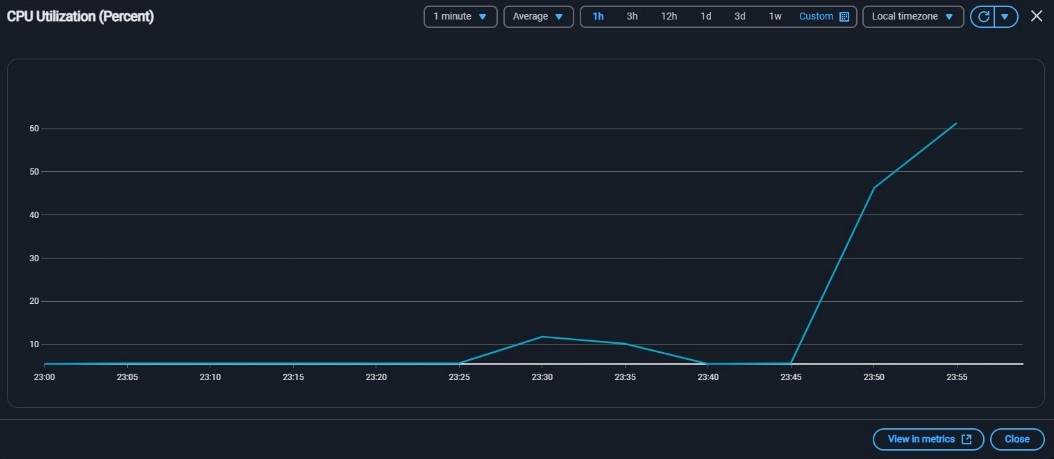 CPU Utilization (Percent) 1 minute Average 1h 3h 12h 1d 3d 1w Custom Local timezone
60
50
40
30
20
10
23:00 23:05 23:10 23:15 23:20 23:25 23:30 23:35 23:40 23:45 23:50 23:55
View in metrics Close